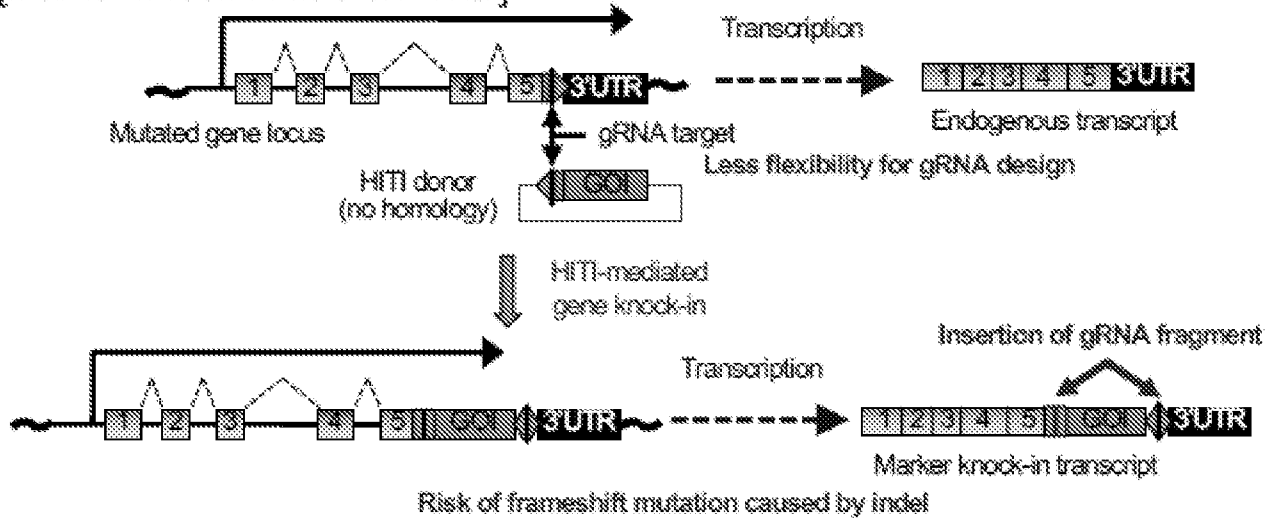 Transcription
1 2 3 4 5 3'UTR
1 2 3 4 5 3'UTR
Mutated gene locus
Endogenous transcript
gRNA target
Less flexibility for gRNA design
HITI donor
(no homology)
GOI
HITI-mediated
gene knock-in
Insertion of gRNA fragment
Transcription
1 2 3 4 5 GOI 3'UTR
1 2 3 4 5 GOI 3'UTR
Marker knock-in transcript
Risk of frameshift mutation caused by indel